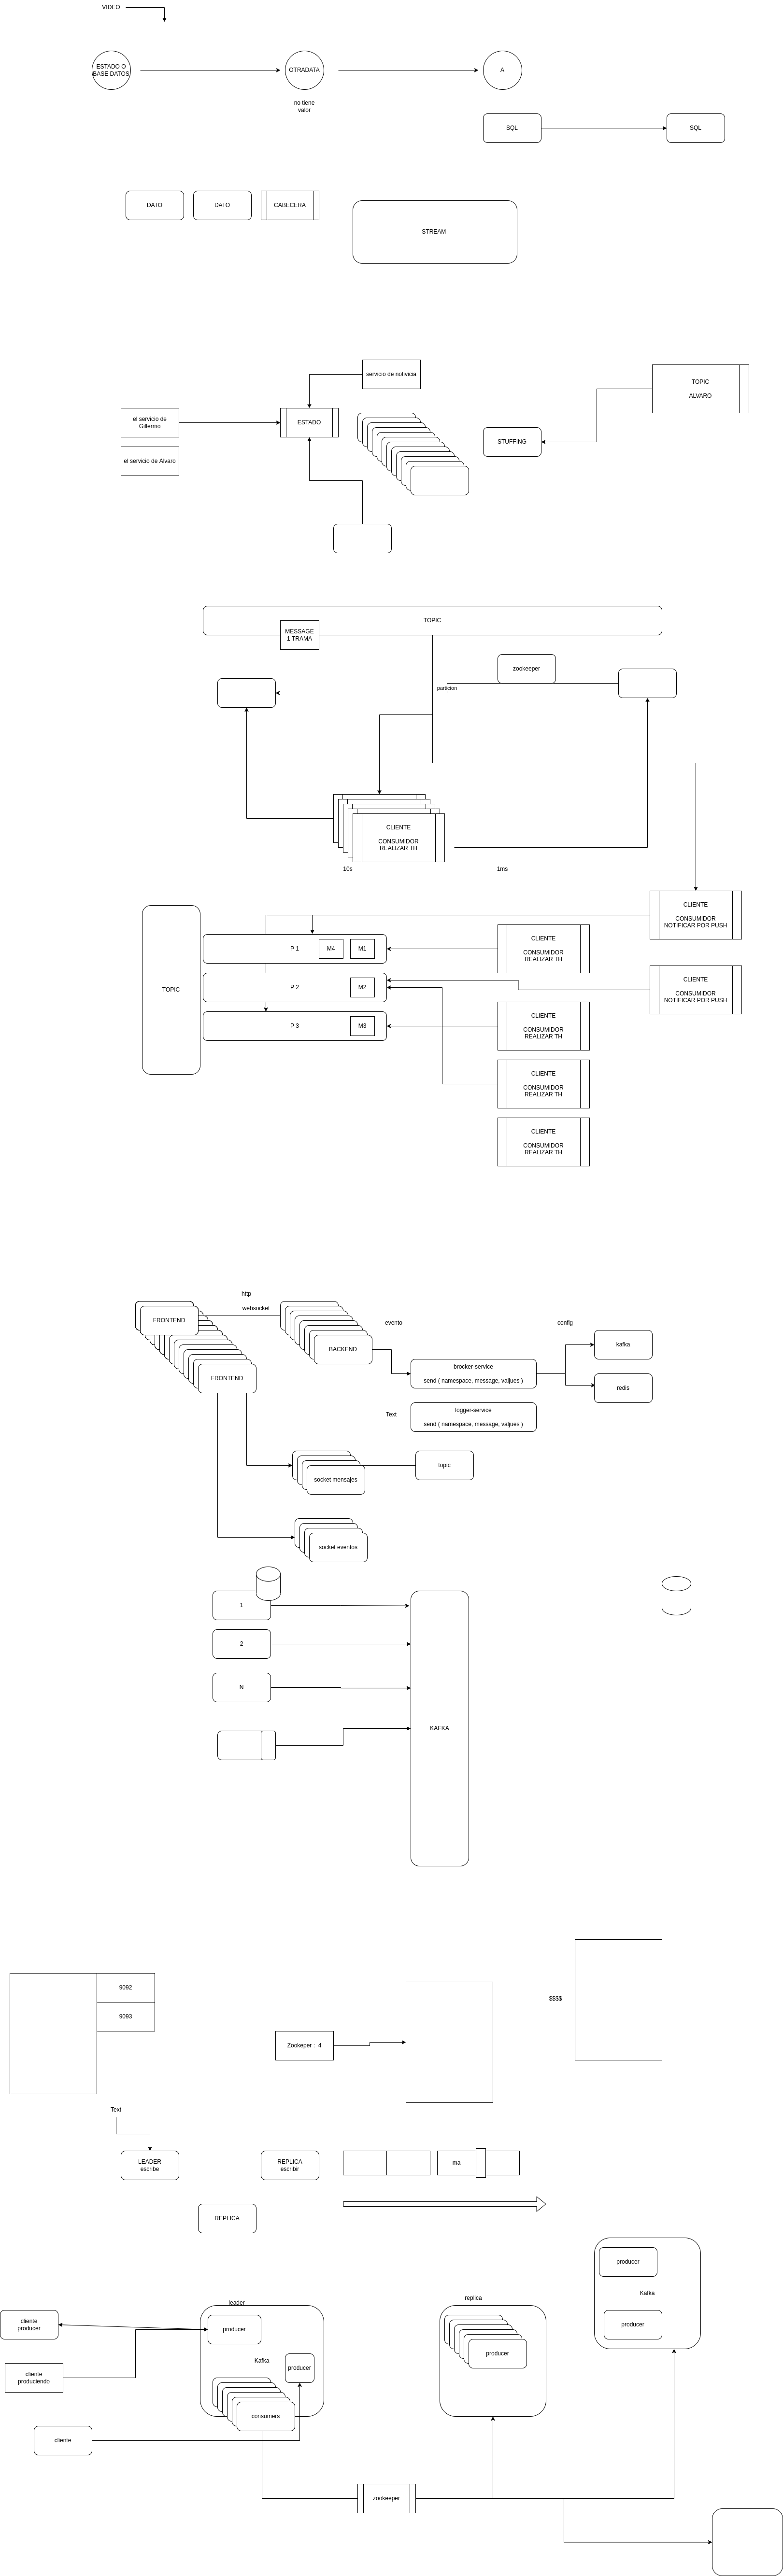 VIDEO
ESTADO O
BASE DATOS
OTRADATA
A
no tiene
valor
SQL
SQL
DATO
DATO
CABECERA
STREAM
servicio de notivicia
TOPIC
ALVARO
el servicio de
Gillermo
ESTADO
STUFFING
el servicio de Alvaro
TOPIC
MESSAGE
1 TRAMA
zookeeper
particion
CLIENTE
CONSUMIDOR
REALIZAR TH
10s
1ms
CLIENTE
CONSUMIDOR
NOTIFICAR POR PUSH
TOPIC
P 1
M4
M1
CLIENTE
CONSUMIDOR
REALIZAR TH
P 2
M2
CLIENTE
CONSUMIDOR
NOTIFICAR POR PUSH
P 3
M3
CLIENTE
CONSUMIDOR
REALIZAR TH
CLIENTE
CONSUMIDOR
REALIZAR TH
CLIENTE
CONSUMIDOR
REALIZAR TH
http
websocket
FRONTEND
evento
config
BACKEND
kafka
brocker-service
send ( namespace, message, valjues )
FRONTEND
redis
Text
logger-service
send ( namespace, message, valjues )
topic
socket mensajes
socket eventos
1
2
N
KAFKA
9092
9093
$$$$
Zookeper : 4
Text
LEADER
escribe
REPLICA
escribir
ma
REPLICA
producer
Kafka
producer
leader
replica
cliente
producer
producer
Kafka
producer
producer
cliente
produciendo
consumers
cliente
zookeeper